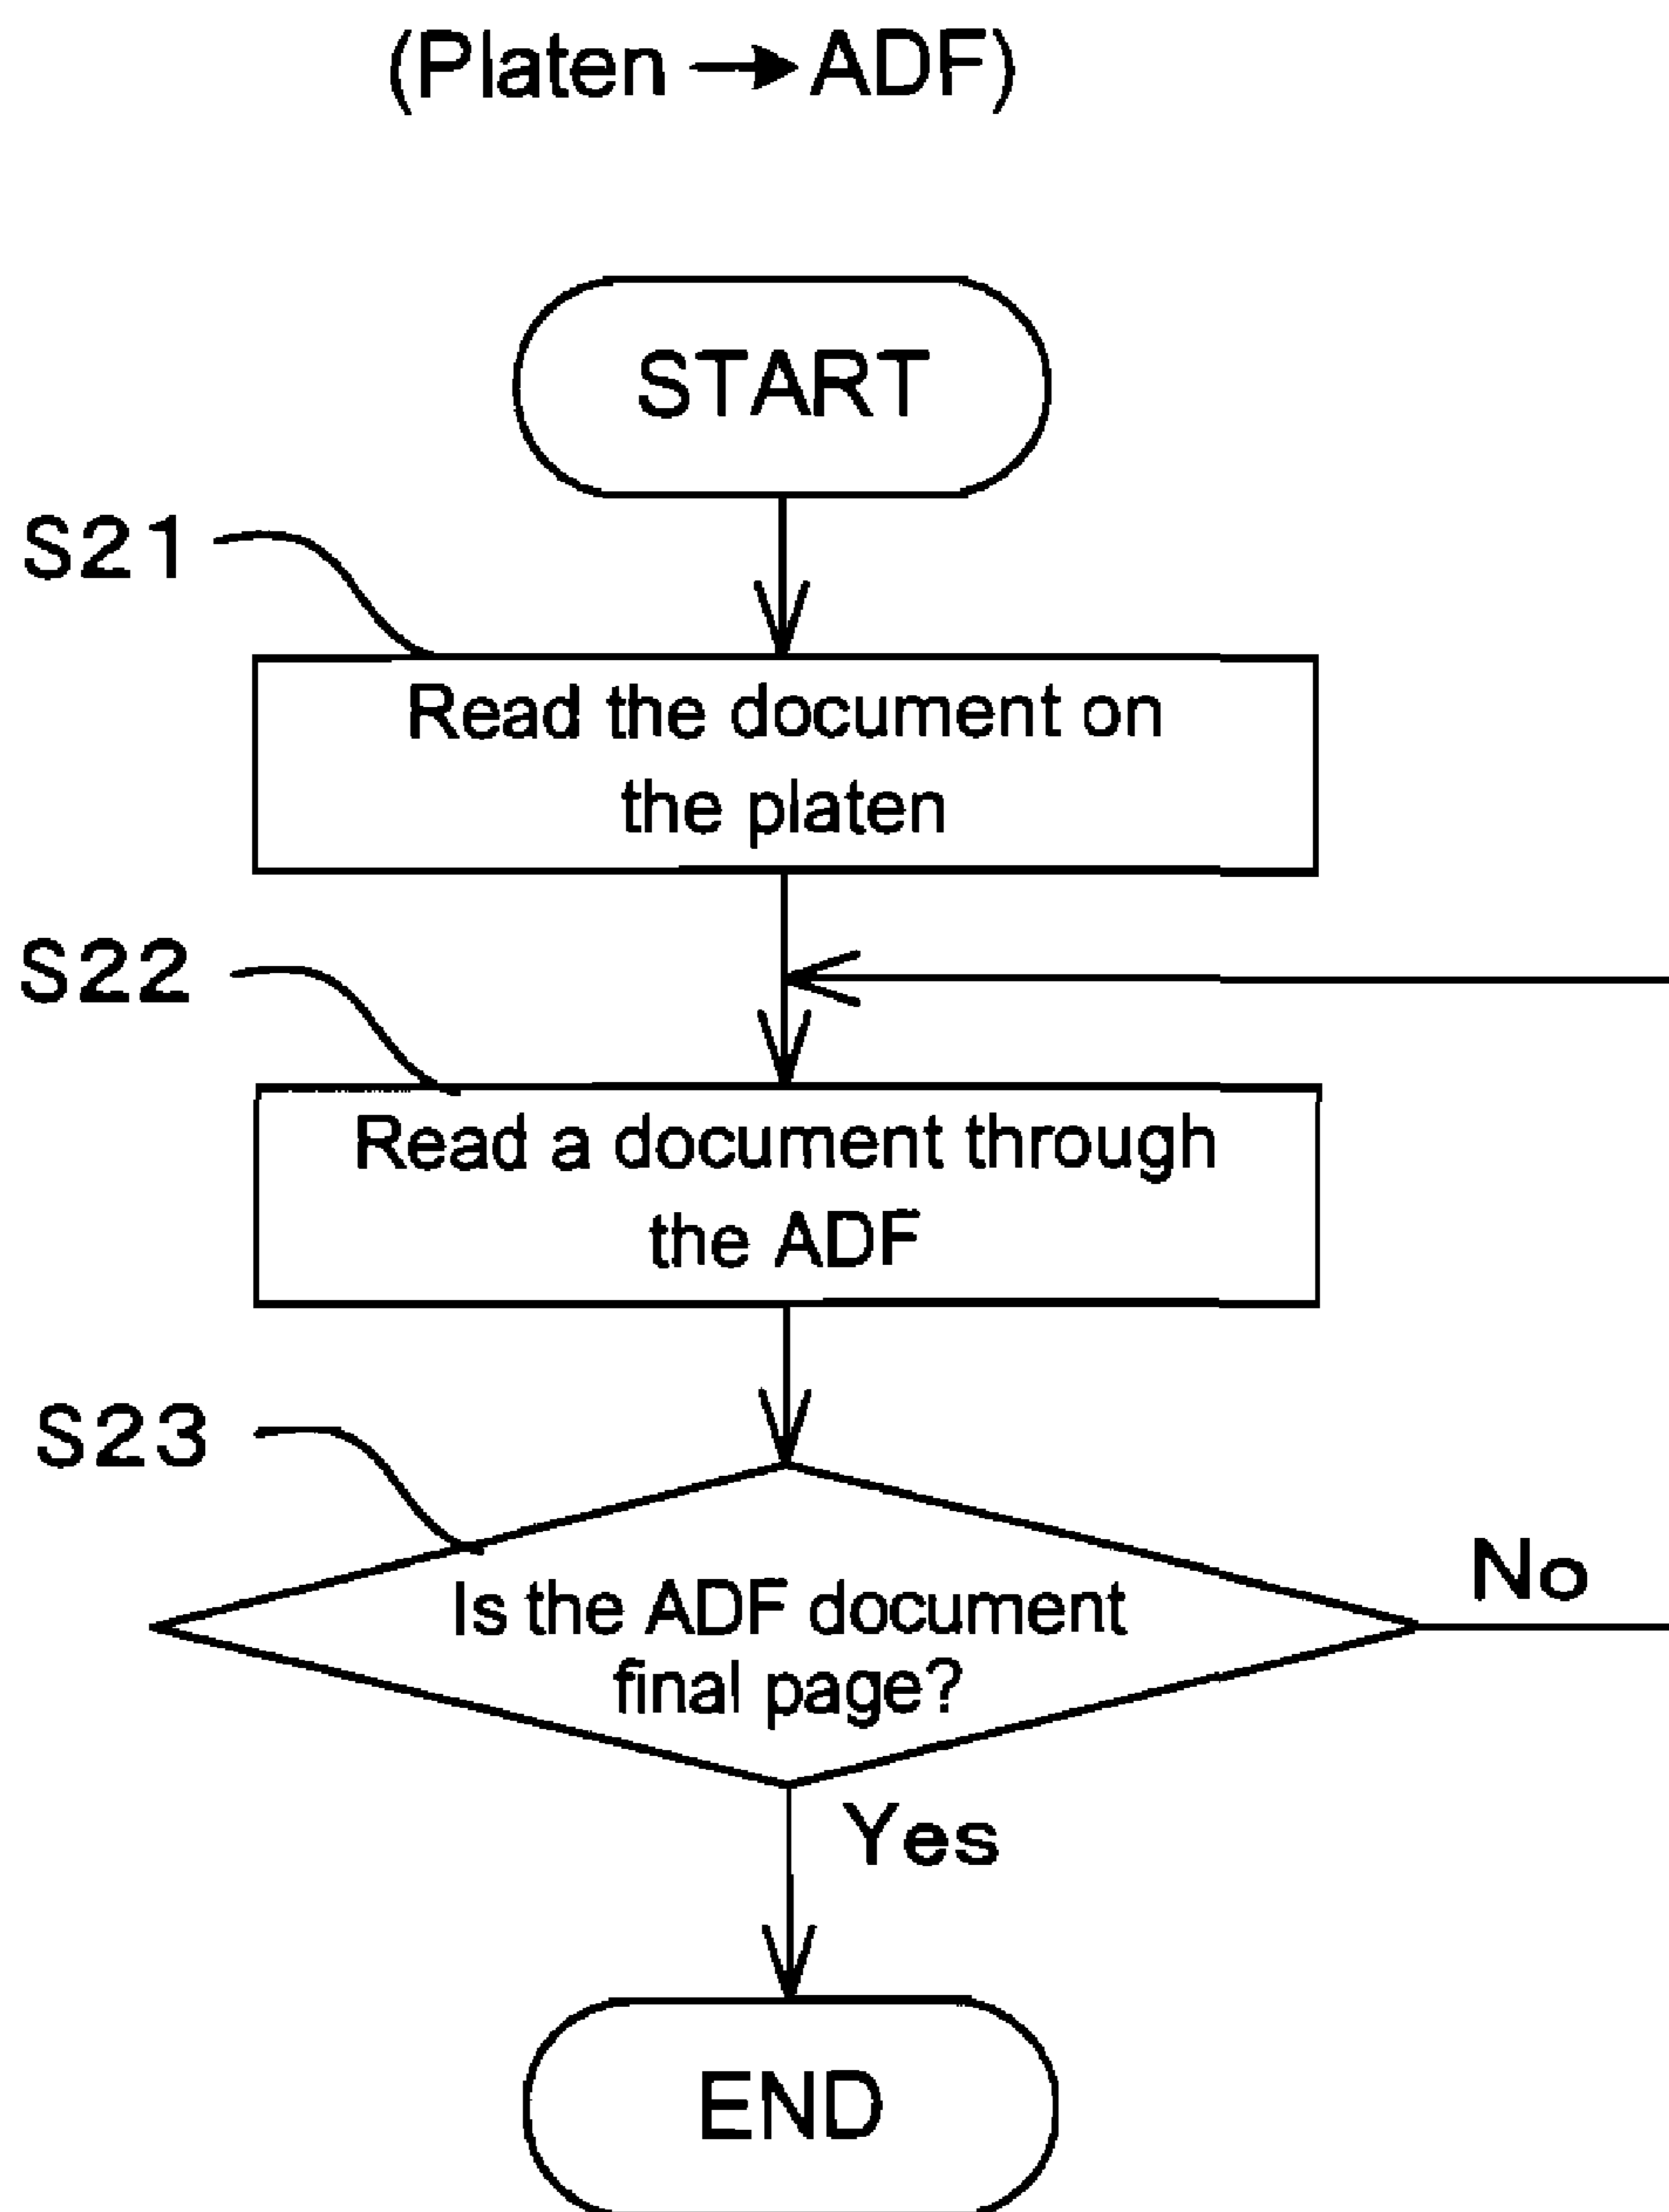 (Platen → ADF)
START
S21
Read the document on
the platen
S22
Read a document through
the ADF
S23
Is the ADF document
final page?
No
Yes
END